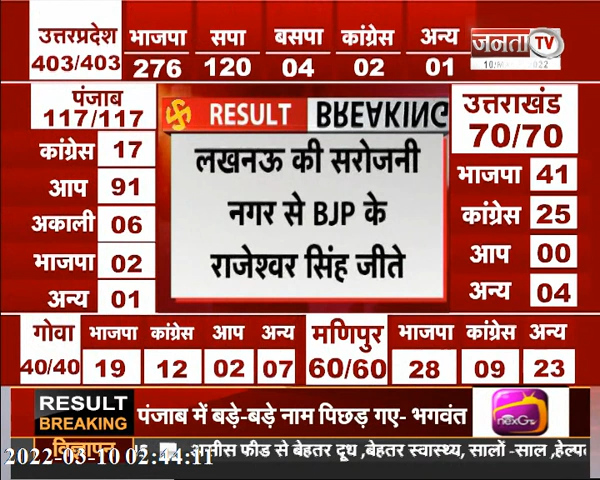 उत्तरप्रदेश भाजपा सपा बसपा कांग्रेस अन्य
403/403 276 120 04 02 01
जनता TV
2022
पंजाब
117/117
कांग्रेस 17
आप 91
अकाली 06
भाजपा 02
अन्य 01
RESULT BREAKING
लखनऊ की सरोजनी
नगर से BJP के
राजेश्वर सिंह जीते
उत्तराखंड
70/70
भाजपा 41
कांग्रेस 25
आप 00
अन्य 04
गोवा भाजपा कांग्रेस आप अन्य
40/40 19 12 02 07
मणिपुर भाजपा कांग्रेस अन्य
60/60 28 09 23
RESULT
BREAKING
पंजाब में बड़े-बड़े नाम पिछड़ गए- भगवंत
nexGTv
विज्ञापन
असीस फीड से बेहतर दूध ,बेहतर स्वास्थ्य, सालों -साल ,हेल्प
2022-03-10 02:44:11